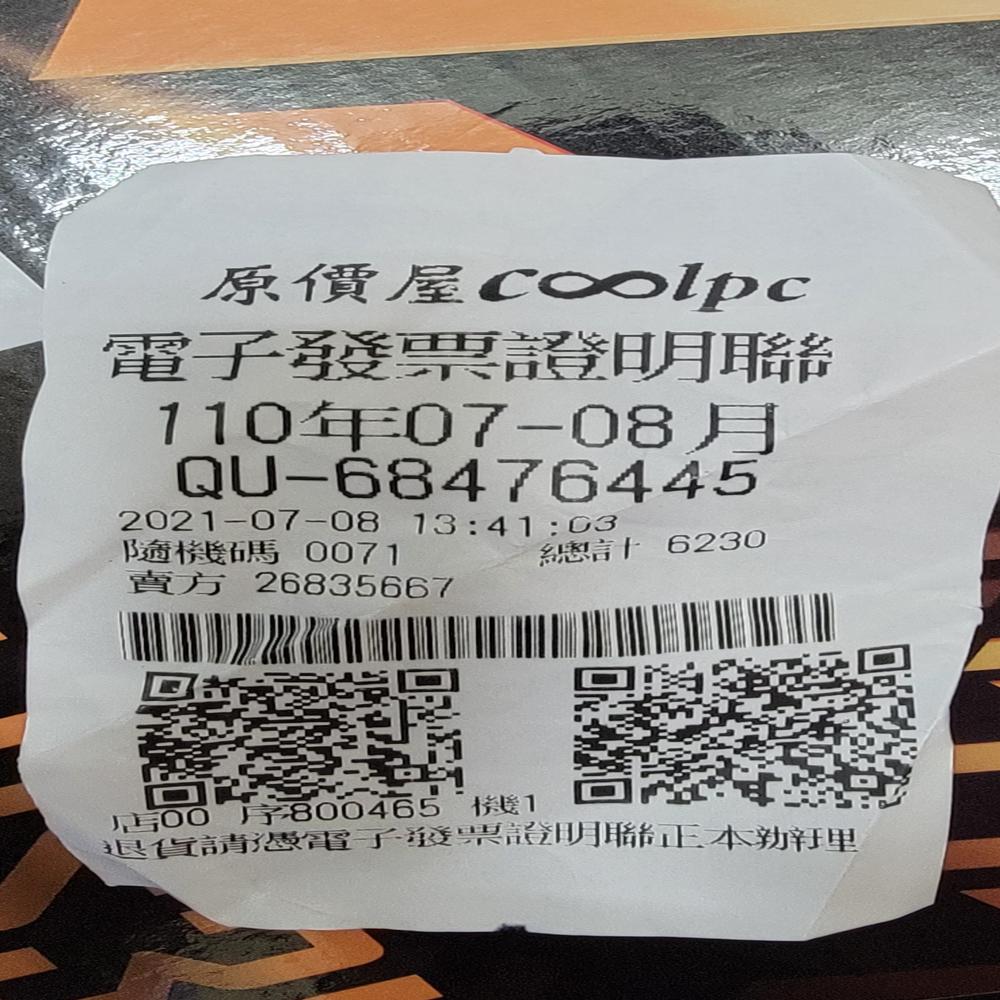 原價屋coolpc
電子發票證明聯
110年07-08月
QU-68476445
2021-07-08 13:41:03
隨機碼 0071 總計 6230
賣方 26835667
店00 序800465 機1
退貨請憑電子發票證明聯正本辦理